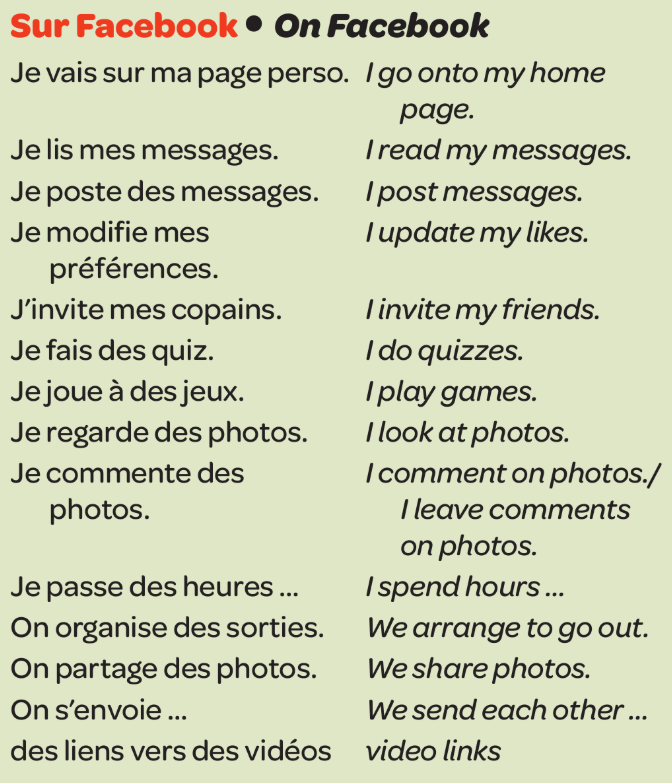 Sur Facebook • On Facebook
Je vais sur ma page perso. I go onto my home
page.
Je lis mes messages. I read my messages.
Je poste des messages. I post messages.
Je modifie mes I update my likes.
préférences.
J'invite mes copains. I invite my friends.
Je fais des quiz. I do quizzes.
Je joue à des jeux. I play games.
Je regarde des photos. I look at photos.
Je commente des I comment on photos./
photos. I leave comments
on photos.
Je passe des heures ... I spend hours ...
On organise des sorties. We arrange to go out.
On partage des photos. We share photos.
On s'envoie ... We send each other ...
des liens vers des vidéos video links